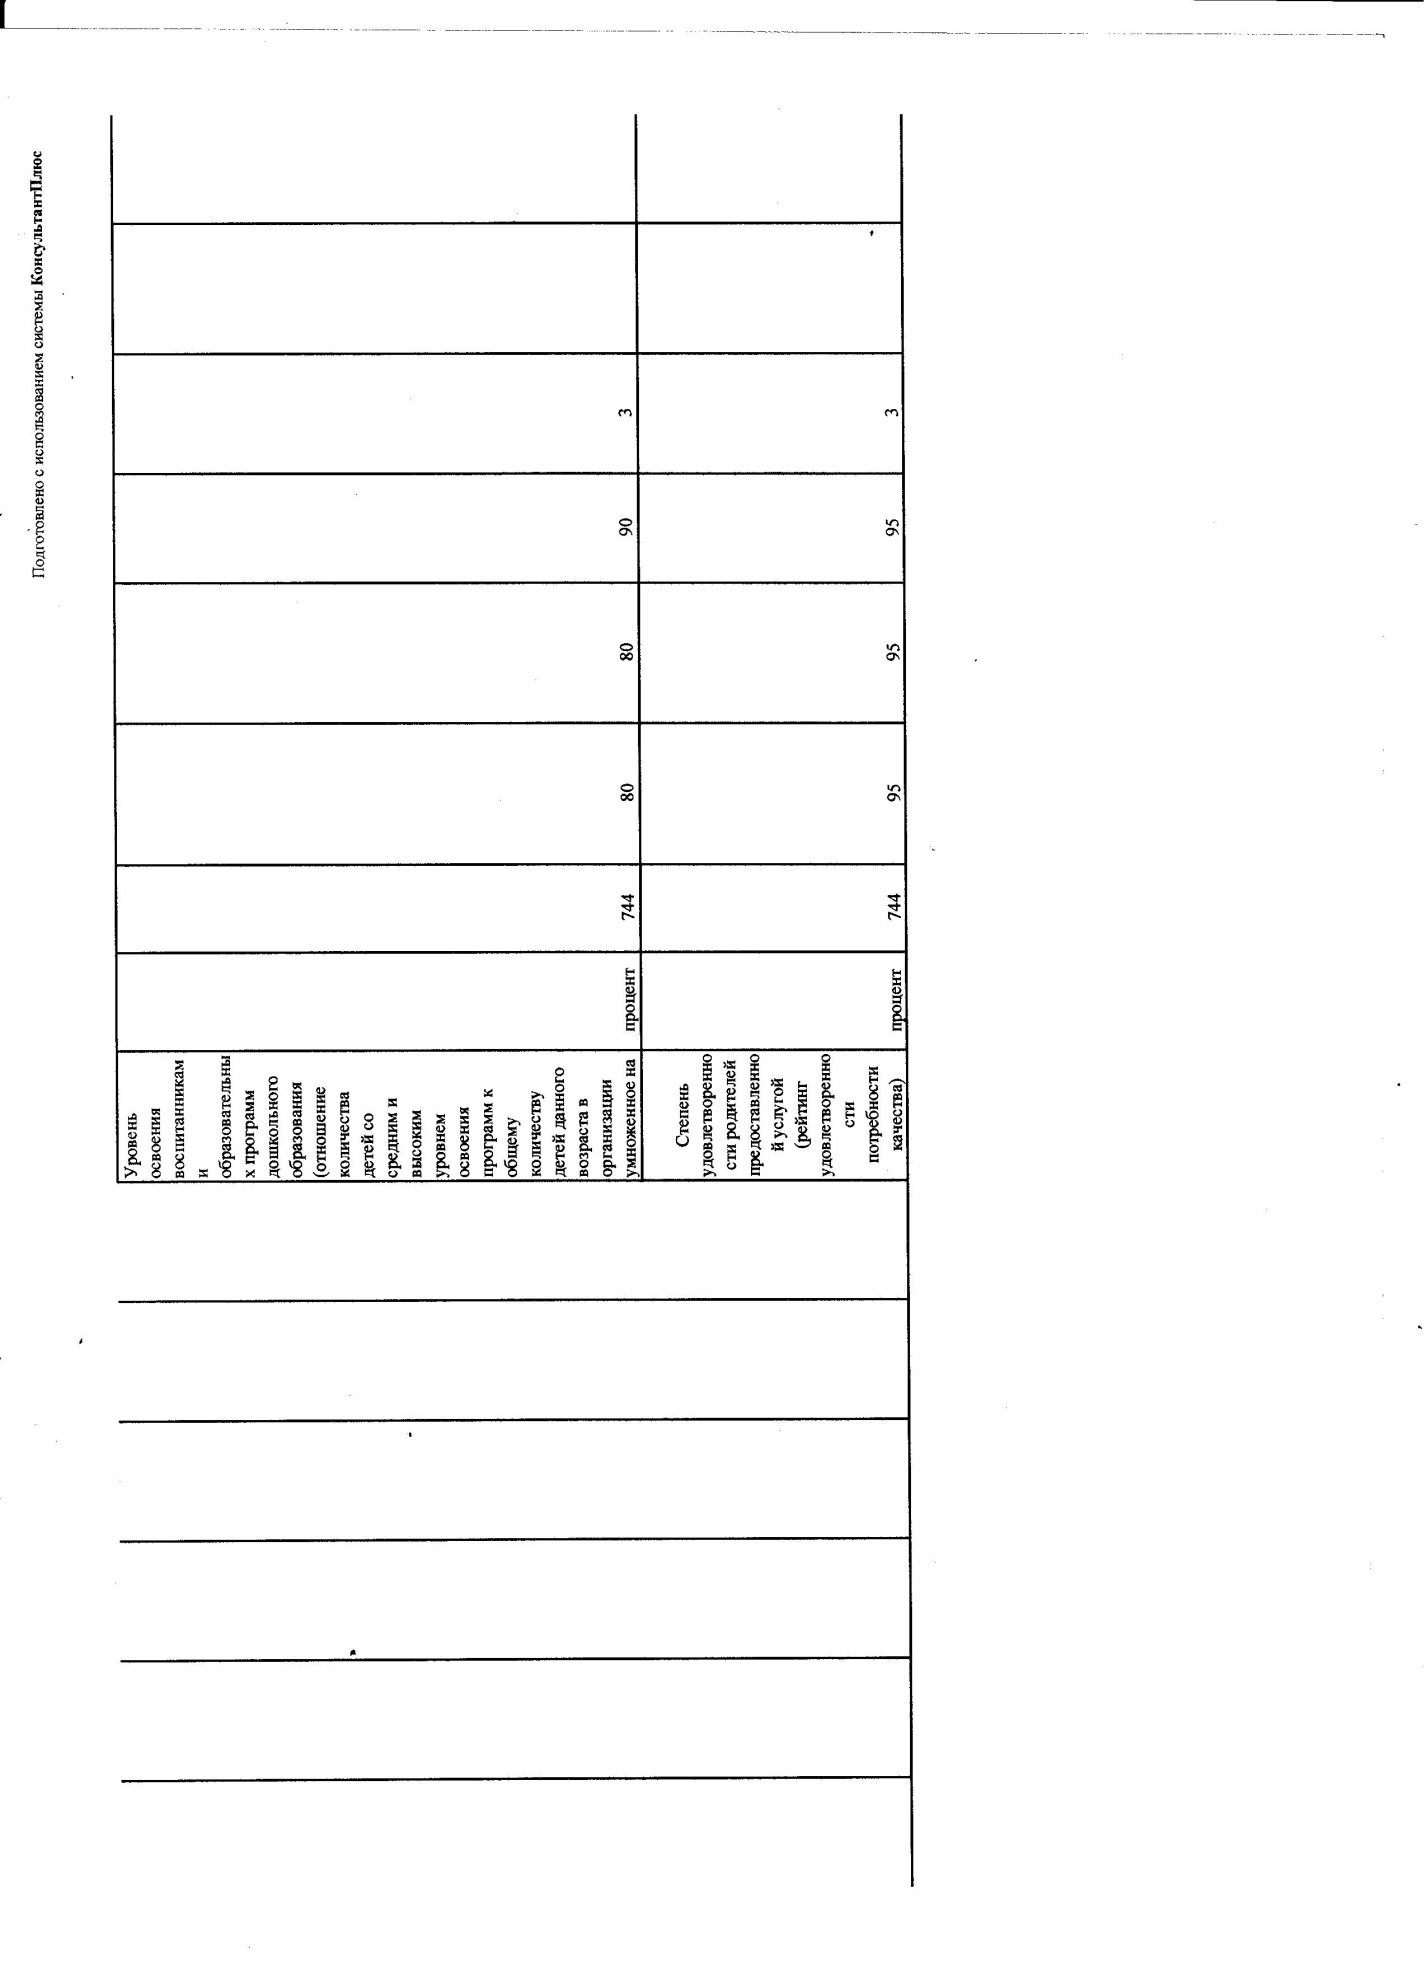 Подготовлено с использованием системы КонсультантПлюс
Уровень
освоения
воспитанникам
и
образовательны
х программ
дошкольного
образования
(отношение
количества
детей со
средним и
высоким
уровнем
освоения
программ к
общему
количеству
детей данного
возраста в
организации
умноженное на
процент
744
80
80
90
3
Степень
удовлетворенно
сти родителей
предоставленно
й услугой
(рейтинг
удовлетворенно
сти
потребности
качества)
процент
744
95
95
95
3